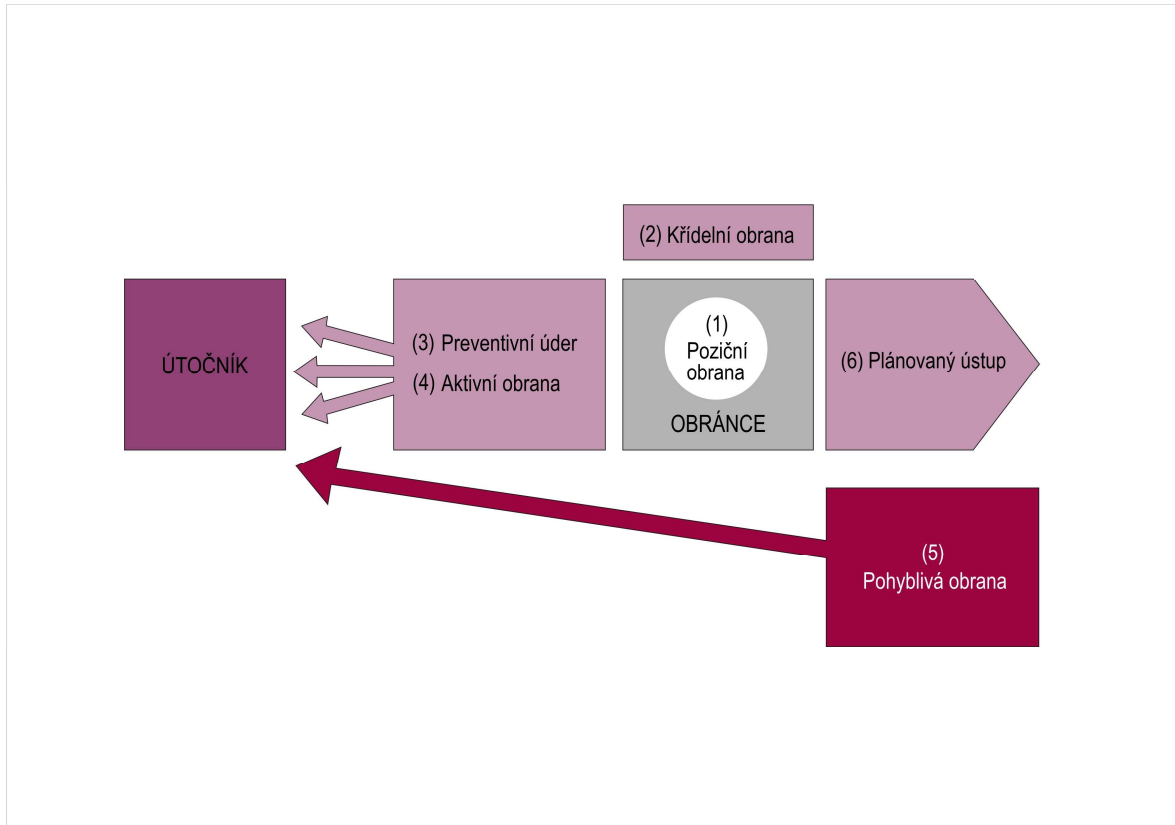 (2) Křídelní obrana
ÚTOČNÍK
(3) Preventivní úder
(4) Aktivní obrana
(1)
Poziční
obrana
OBRÁNCE
(6) Plánovaný ústup
(5)
Pohyblivá obrana